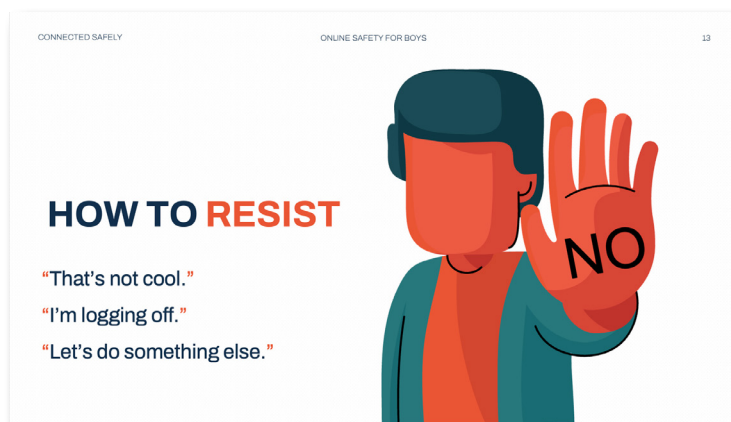 CONNECTED SAFELY
ONLINE SAFETY FOR BOYS
13
HOW TO RESIST
“That’s not cool.”
“I’m logging off.”
“Let’s do something else.”
NO